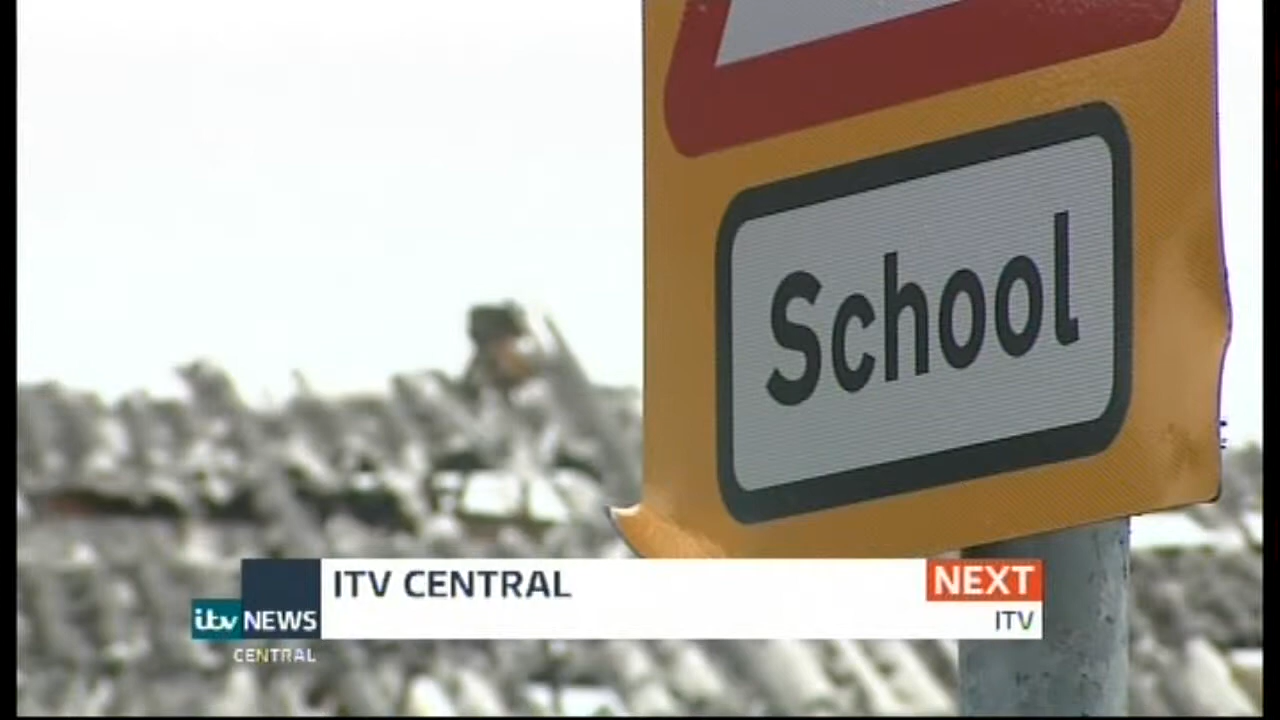 School
ITV CENTRAL
NEXT
itv NEWS
ITV
CENTRAL